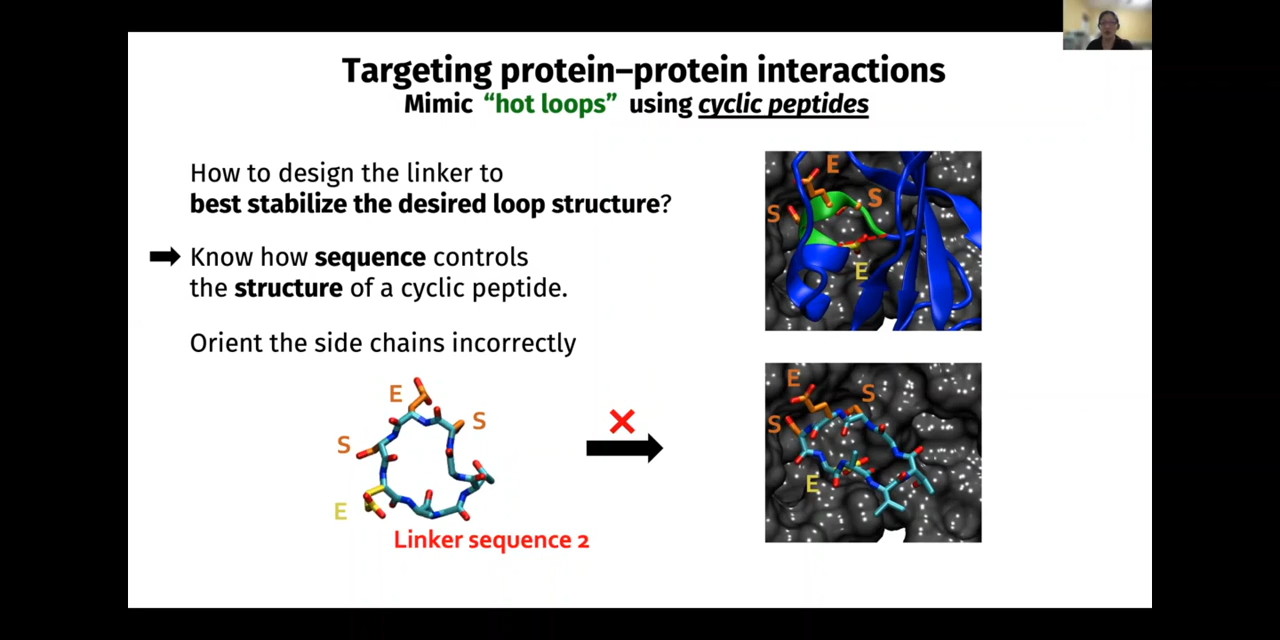 Targeting protein–protein interactions
Mimic “hot loops” using cyclic peptides
How to design the linker to
best stabilize the desired loop structure?
Know how sequence controls
the structure of a cyclic peptide.
Orient the side chains incorrectly
E
S
S
E
Linker sequence 2
E
S
S
E
E
S
S
E